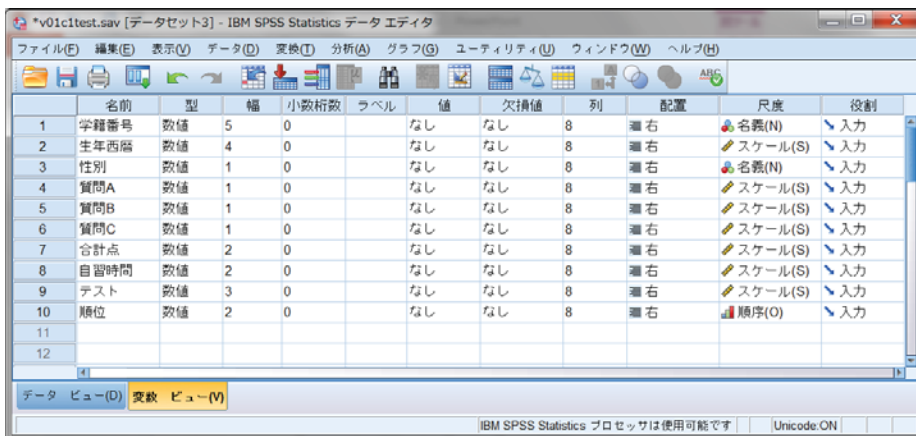 *v01c1test.sav [データセット3] - IBM SPSS Statistics データ エディタ
ファイル(F) 編集(E) 表示(V) データ(D) 変換(T) 分析(A) グラフ(G) ユーティリティ(U) ウィンドウ(W) ヘルプ(H)
ABC
名前 型 幅 小数桁数 ラベル 値 欠損値 列 配置 尺度 役割
1 学籍番号 数値 5 0 なし なし 8 右 名義(N) 入力
2 生年西暦 数値 4 0 なし なし 8 右 スケール(S) 入力
3 性別 数値 1 0 なし なし 8 右 名義(N) 入力
4 質問A 数値 1 0 なし なし 8 右 スケール(S) 入力
5 質問B 数値 1 0 なし なし 8 右 スケール(S) 入力
6 質問C 数値 1 0 なし なし 8 右 スケール(S) 入力
7 合計点 数値 2 0 なし なし 8 右 スケール(S) 入力
8 自習時間 数値 2 0 なし なし 8 右 スケール(S) 入力
9 テスト 数値 3 0 なし なし 8 右 スケール(S) 入力
10 順位 数値 2 0 なし なし 8 右 順序(O) 入力
11
12
データ ビュー(D) 変数 ビュー(V)
IBM SPSS Statistics プロセッサは使用可能です Unicode:ON